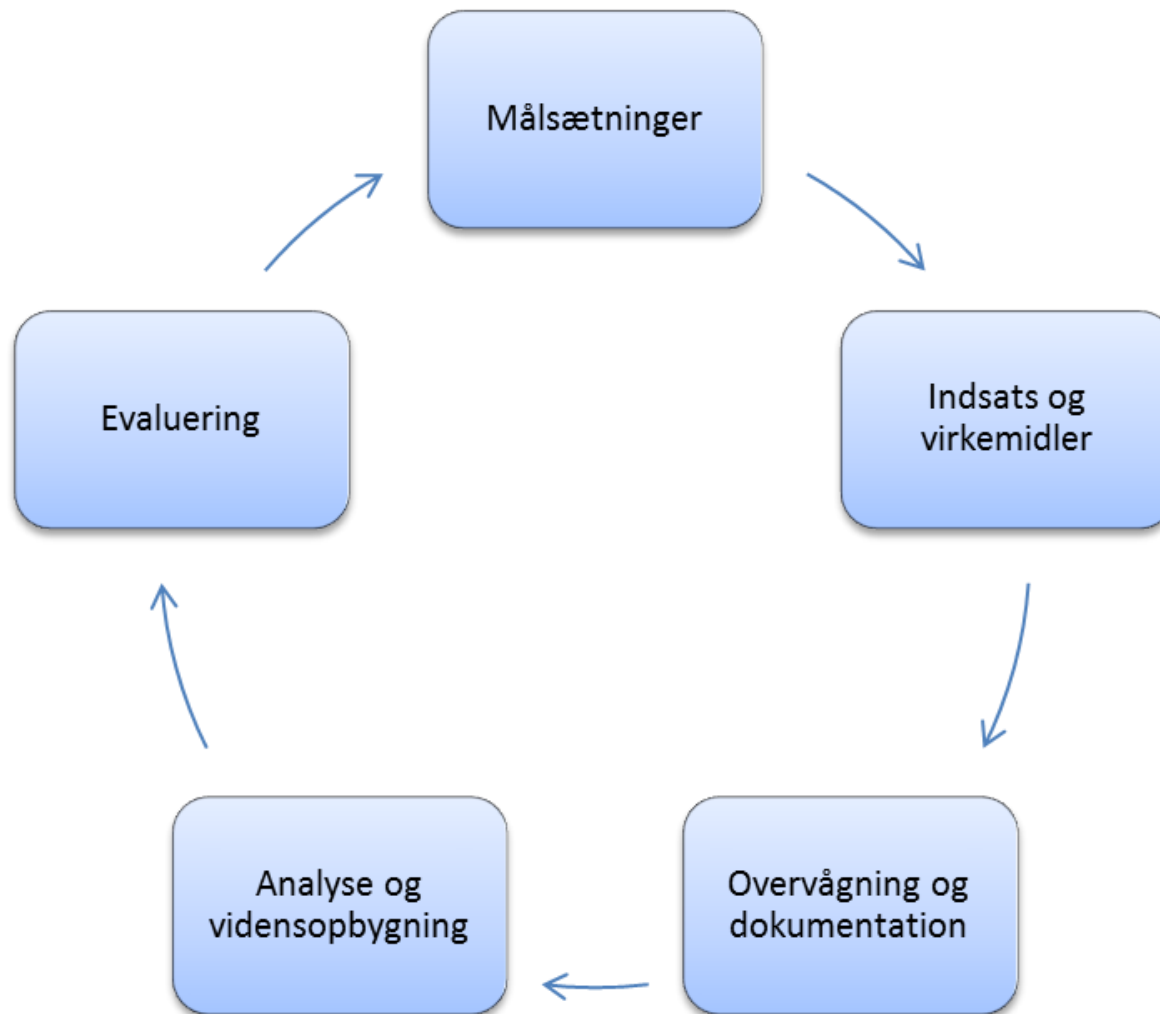 Målsætninger
Indsats og
virkemidler
Overvågning og
dokumentation
Analyse og
vidensopbygning
Evaluering